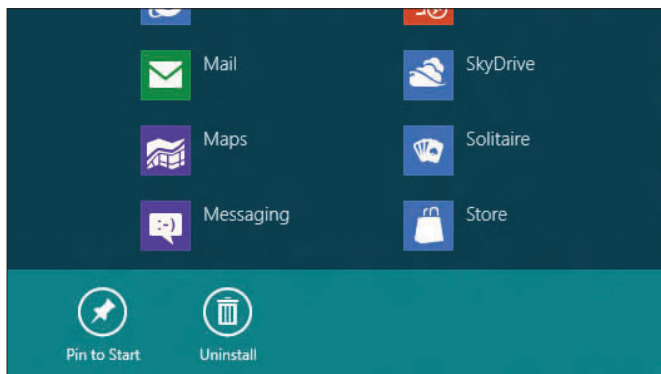 Mail
SkyDrive
Maps
Solitaire
:-)
Messaging
Store
Pin to Start
Uninstall